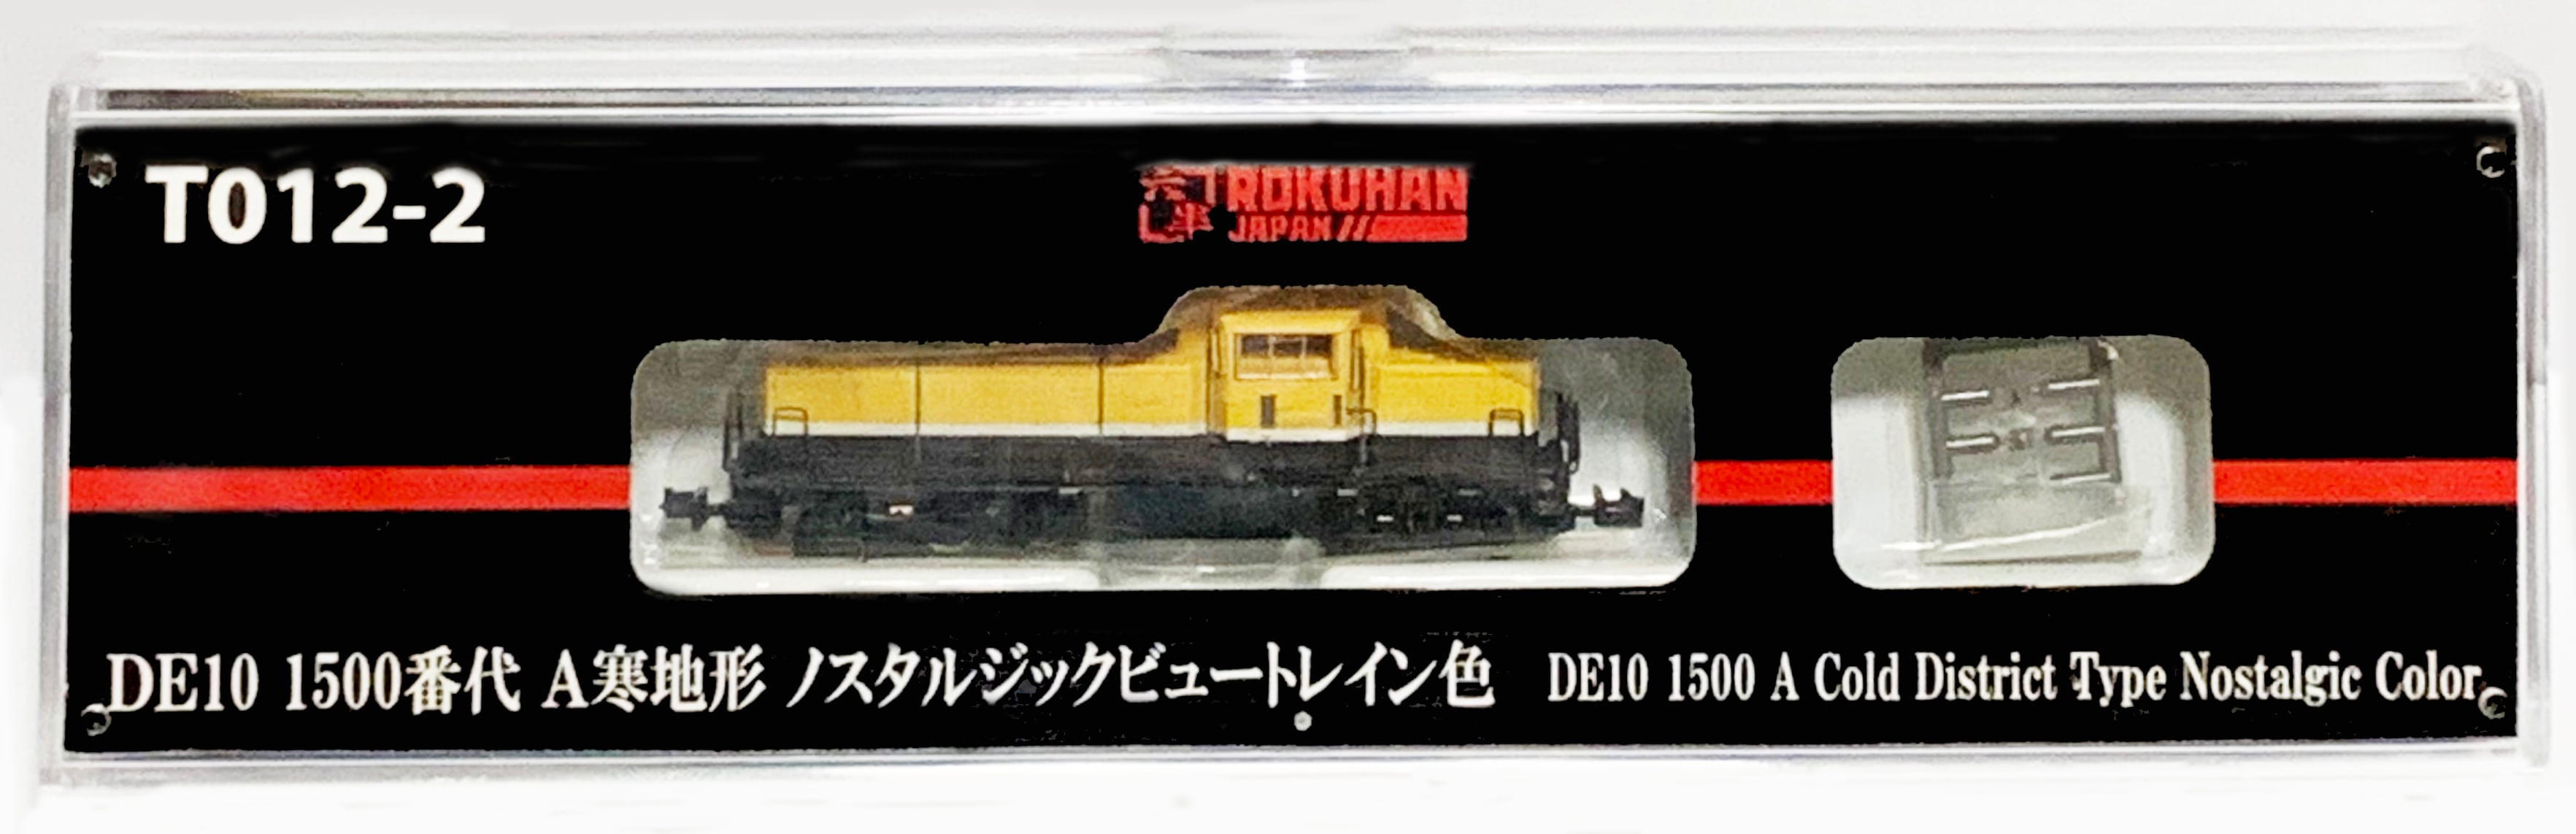 T012-2
六半 ROKUHAN
JAPAN
DE10 1500番代 A寒地形 ノスタルジックビュートレイン色 DE10 1500 A Cold District Type Nostalgic Color